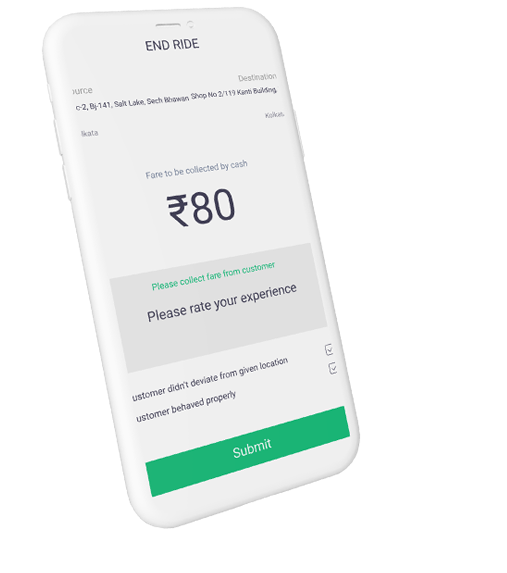 END RIDE
ource Destination
c-2, Bj-141, Salt Lake, Sech Bhawan Shop No 2/119 Kanti Building,
lkata Kolkas,
Fare to be collected by cash
₹80
Please collect fare from customer
Please rate your experience
ustomer didn't deviate from given location
ustomer behaved properly
Submit